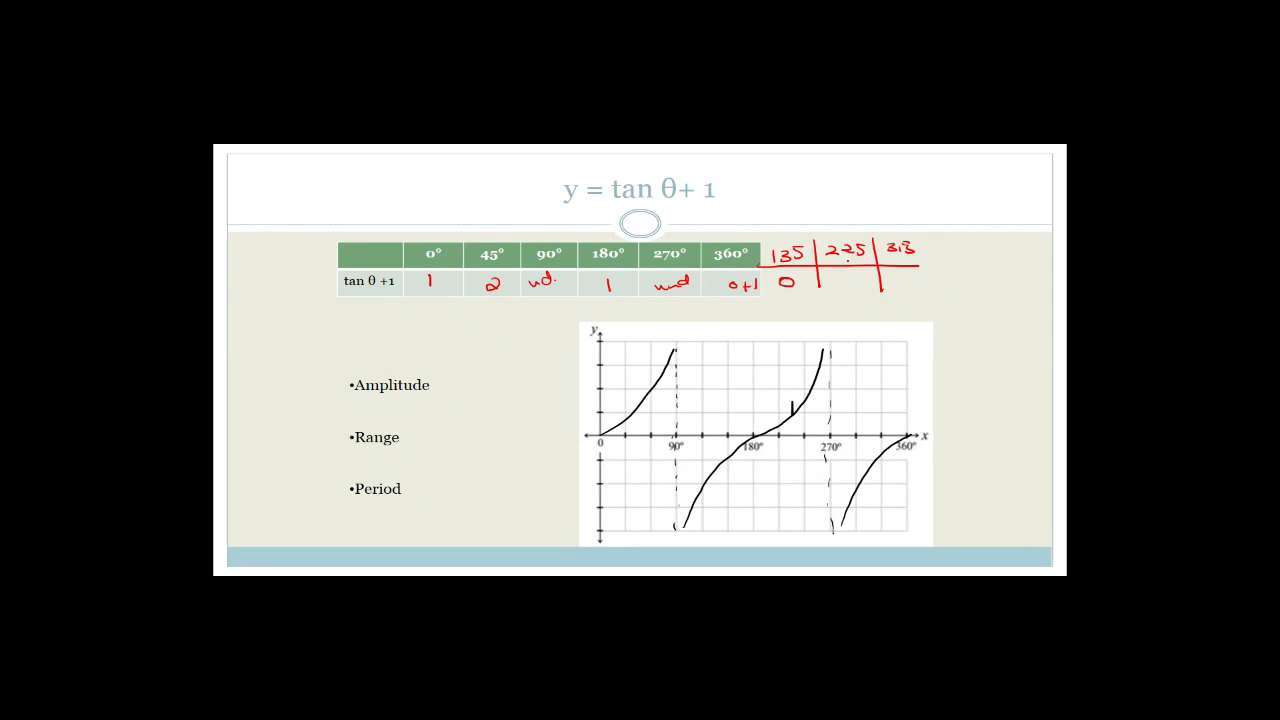 y = tan θ+ 1
0° 45° 90° 180° 270° 360° 135 225 315
tan θ +1 1 2 ud. 1 und 0+1 0
•Amplitude
•Range
•Period
y
0 90° 180° 270° 360° x